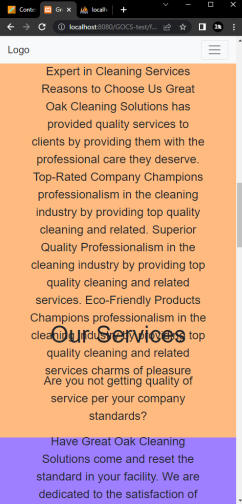 Conte
Gr
localh
localhost:8080/GOCS-test/f...
Logo
Expert in Cleaning Services
Reasons to Choose Us Great
Oak Cleaning Solutions has
provided quality services to
clients by providing them with the
professional care they deserve.
Top-Rated Company Champions
professionalism in the cleaning
industry by providing top quality
cleaning and related. Superior
Quality Professionalism in the
cleaning industry by providing top
quality cleaning and related
services. Eco-Friendly Products
Champions professionalism in the
cleaning industry by providing top
Our Services
quality cleaning and related
services charms of pleasure
Are you not getting quality of
service per your company
standards?
Have Great Oak Cleaning
Solutions come and reset the
standard in your facility. We are
dedicated to the satisfaction of